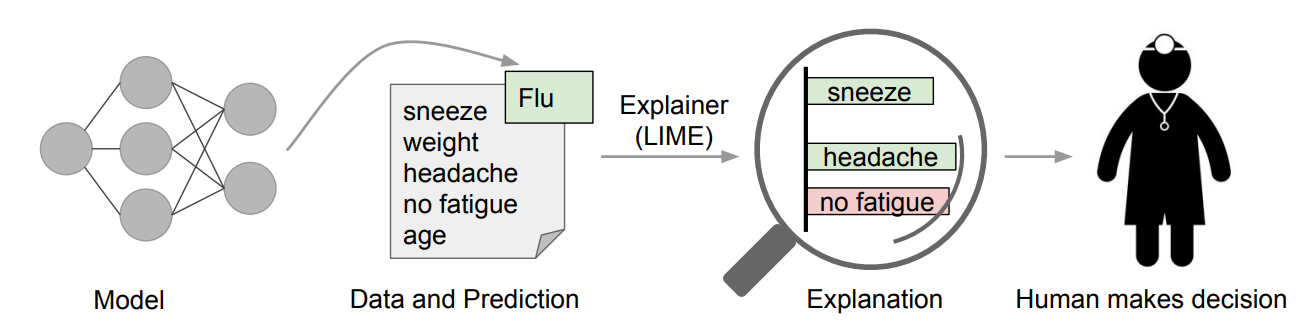 Flu
sneeze
weight
headache
no fatigue
age
Explainer
(LIME)
sneeze
headache
no fatigue
Model
Data and Prediction
Explanation
Human makes decision